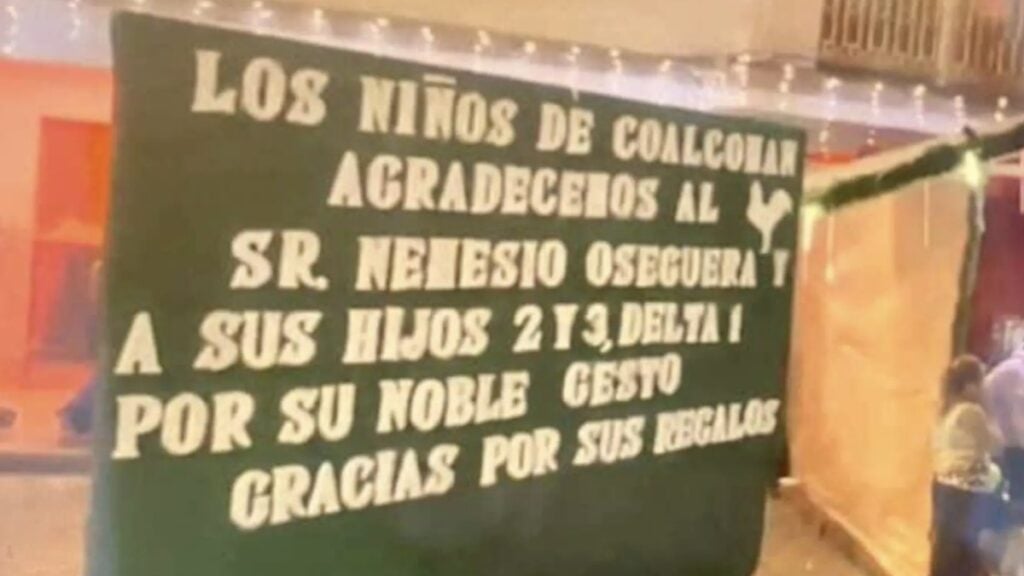 LOS NIÑOS DE COALCOMAN
AGRADECEMOS AL
SR. NEMESIO OSEGUERA Y
A SUS HIJOS 2 Y 3, DELTA 1
POR SU NOBLE GESTO
GRACIAS POR SUS REGALOS